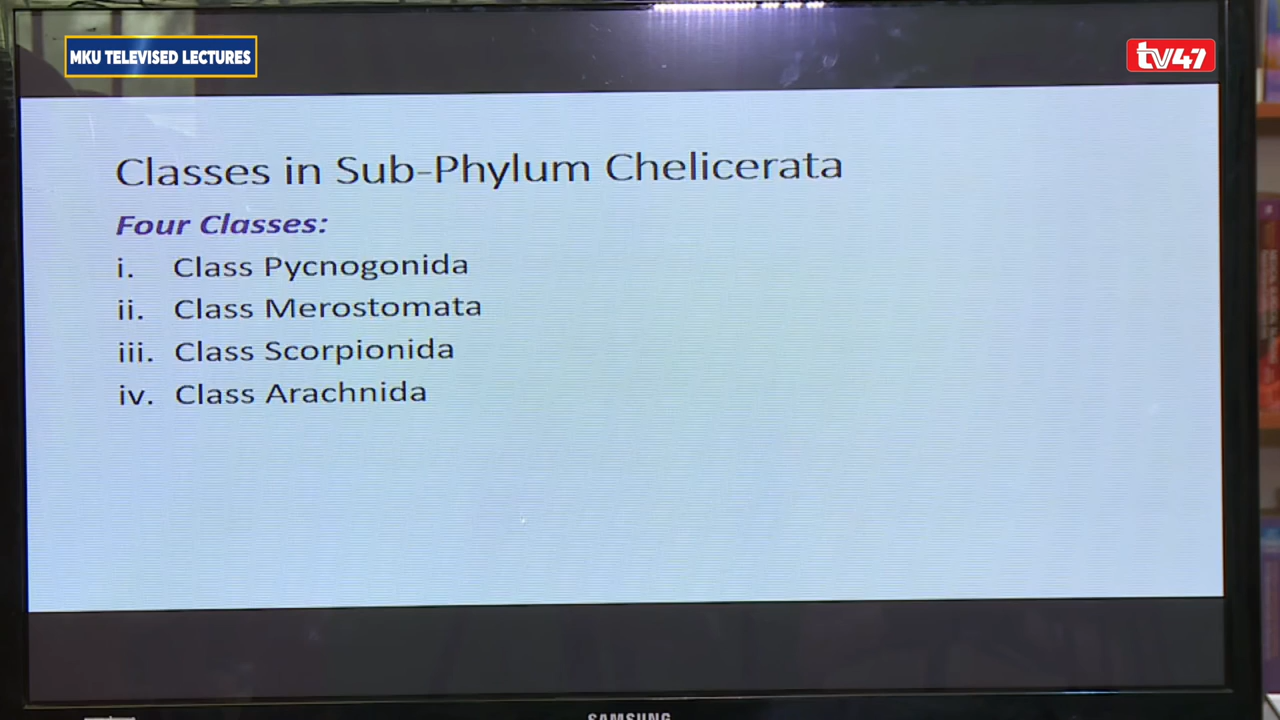 MKU TELEVISED LECTURES
tv47
Classes in Sub-Phylum Chelicerata
Four Classes:
i. Class Pycnogonida
ii. Class Merostomata
iii. Class Scorpionida
iv. Class Arachnida
SAMSUNG